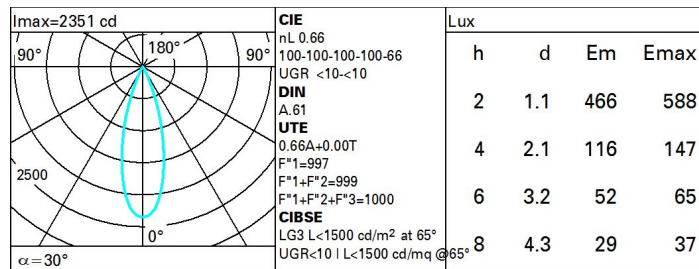 Imax=2351 cd
90° 180° 90°
2500
0°
α=30°
CIE
nL 0.66
100-100-100-100-66
UGR <10-<10
DIN
A.61
UTE
0.66A+0.00T
F"1=997
F"1+F"2=999
F"1+F"2+F"3=1000
CIBSE
LG3 L<1500 cd/m² at 65°
UGR<10 | L<1500 cd/mq @65°
Lux
h d Em Emax
2 1.1 466 588
4 2.1 116 147
6 3.2 52 65
8 4.3 29 37